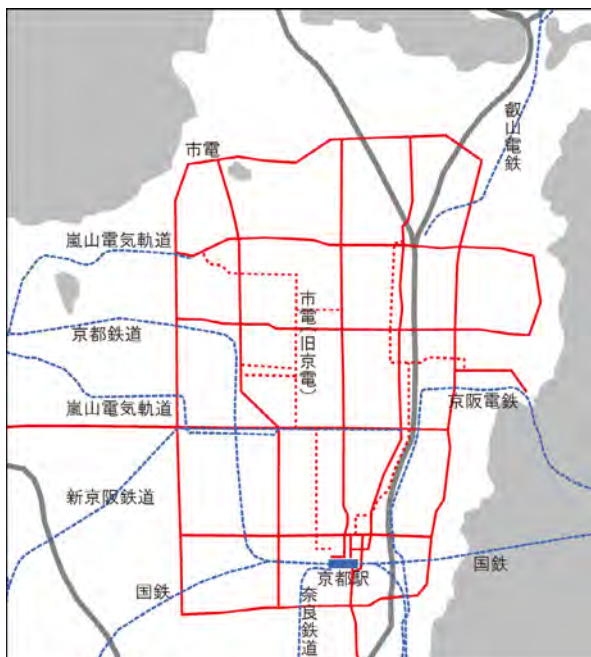 叡山電鉄
市電
嵐山電気軌道
市電（旧京電）
京都鉄道
嵐山電気軌道
京阪電鉄
新京阪鉄道
国鉄
京都駅
国鉄
奈良鉄道